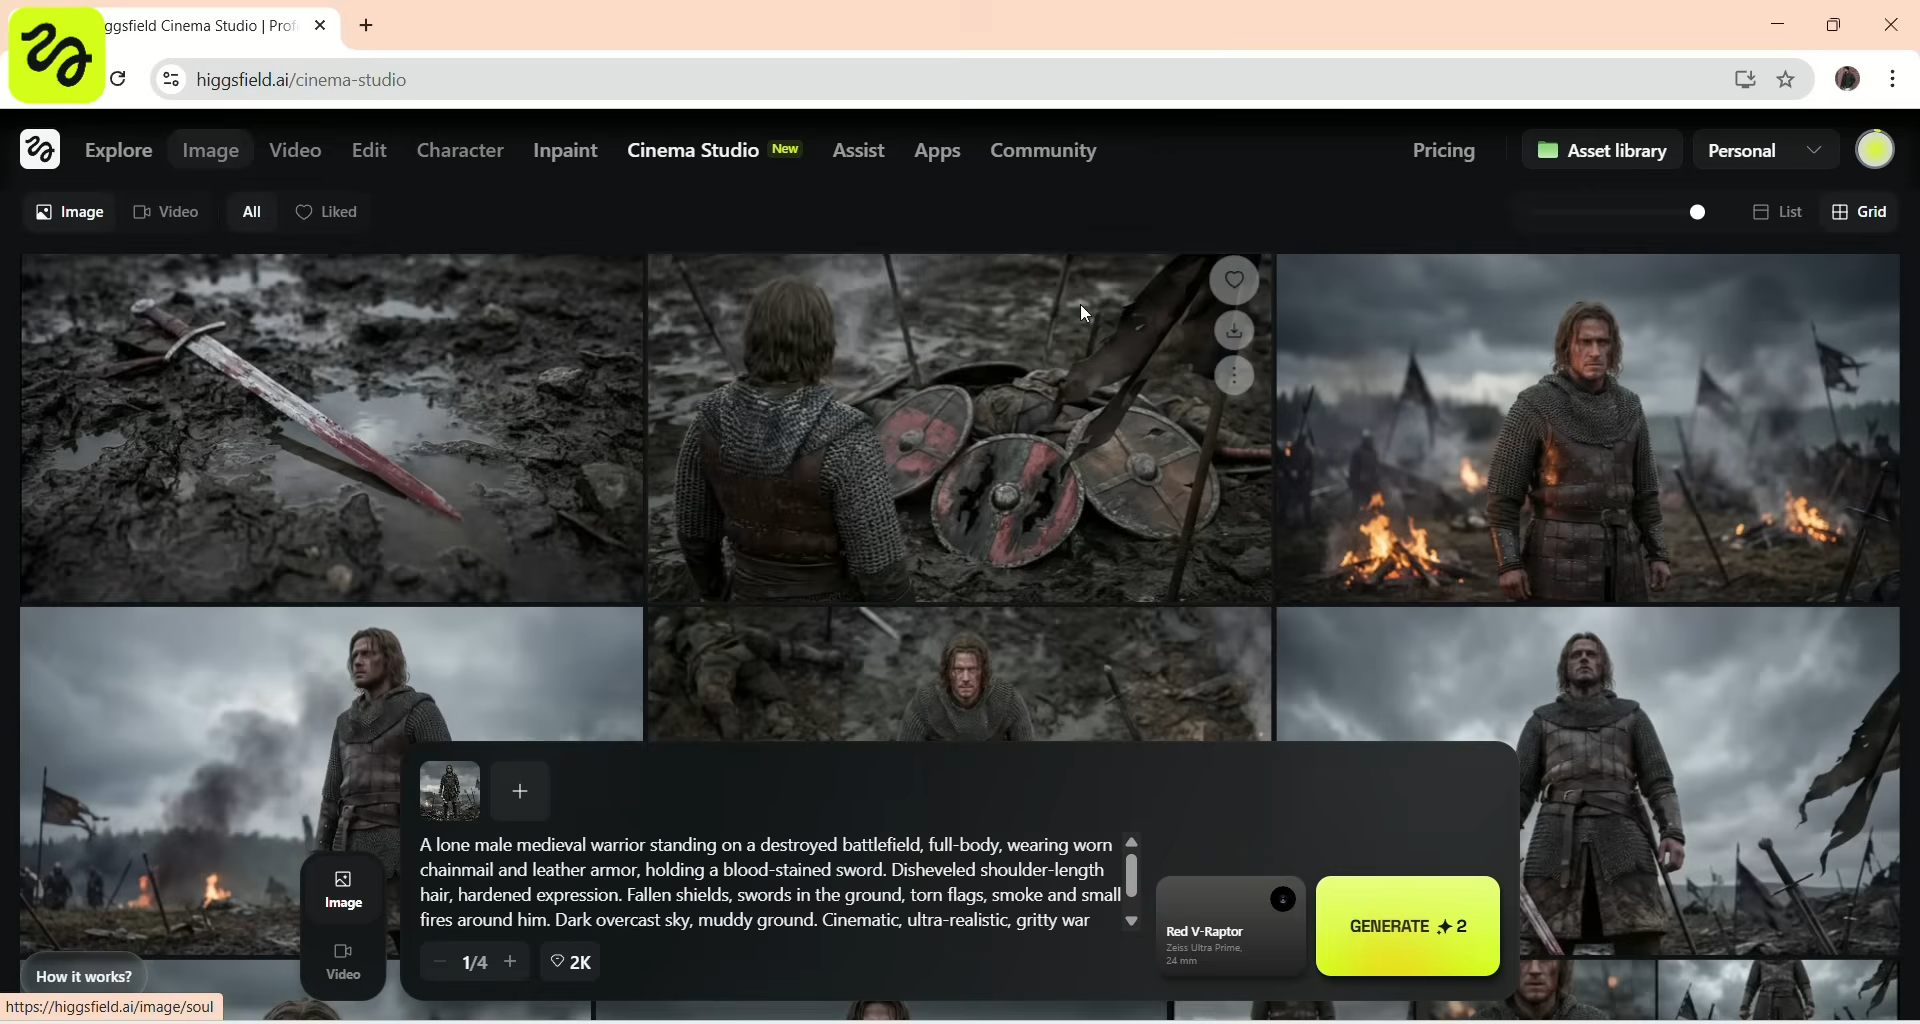 ggsfield Cinema Studio | Prof
higgsfield.ai/cinema-studio
Explore Image Video Edit Character Inpaint Cinema Studio New Assist Apps Community Pricing Asset library Personal
Image Video All Liked List Grid
A lone male medieval warrior standing on a destroyed battlefield, full-body, wearing worn
chainmail and leather armor, holding a blood-stained sword. Disheveled shoulder-length
hair, hardened expression. Fallen shields, swords in the ground, torn flags, smoke and small
fires around him. Dark overcast sky, muddy ground. Cinematic, ultra-realistic, gritty war
Image
Video
1/4 2K
Red V-Raptor
Zeiss Ultra Prime,
24 mm
GENERATE 2
How it works?
https://higgsfield.ai/image/soul